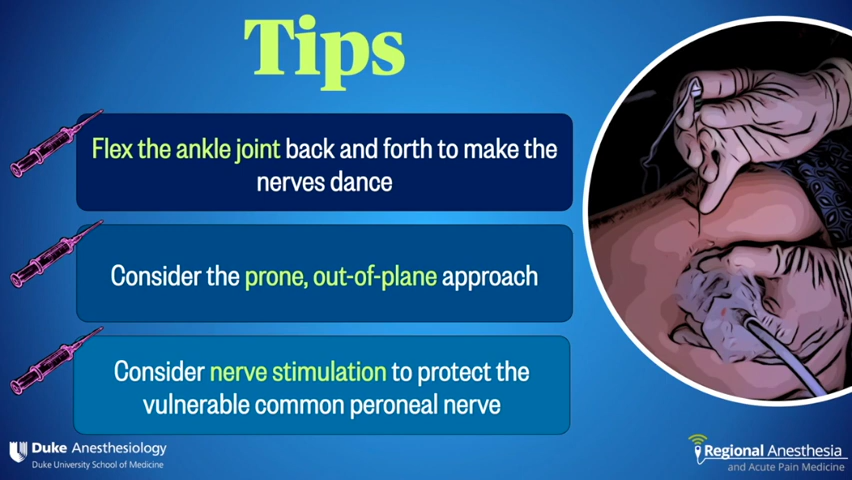 Tips
Flex the ankle joint back and forth to make the
nerves dance
Consider the prone, out-of-plane approach
Consider nerve stimulation to protect the
vulnerable common peroneal nerve
Duke Anesthesiology
Duke University School of Medicine
Regional Anesthesia
and Acute Pain Medicine